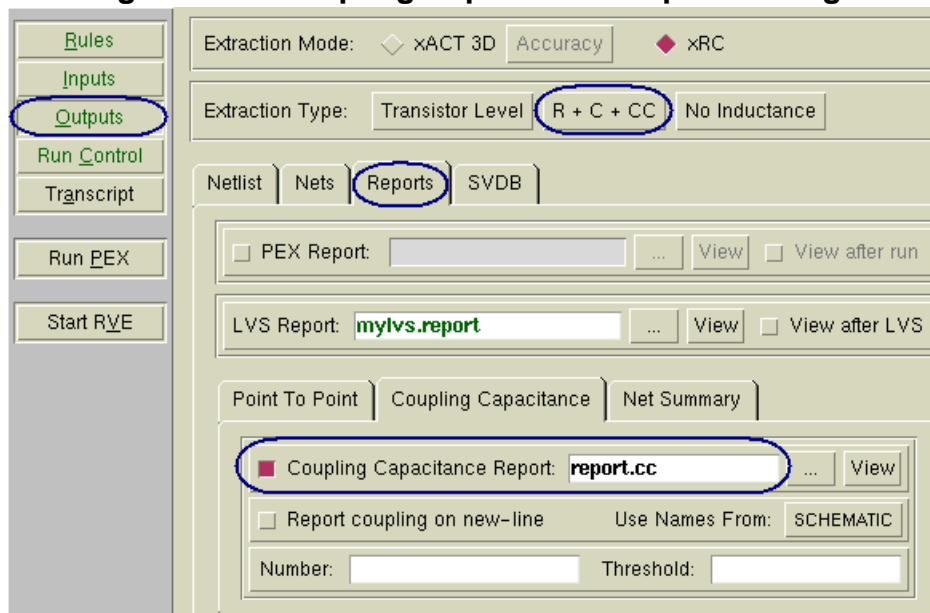 Rules
Inputs
Outputs
Run Control
Transcript
Run PEX
Start RVE
Extraction Mode: xACT 3D Accuracy xRC
Extraction Type: Transistor Level R + C + CC No Inductance
Netlist Nets Reports SVDB
PEX Report: ... View View after run
LVS Report: mylvs.report ... View View after LVS
Point To Point Coupling Capacitance Net Summary
Coupling Capacitance Report: report.cc ... View
Report coupling on new-line Use Names From: SCHEMATIC
Number: Threshold: